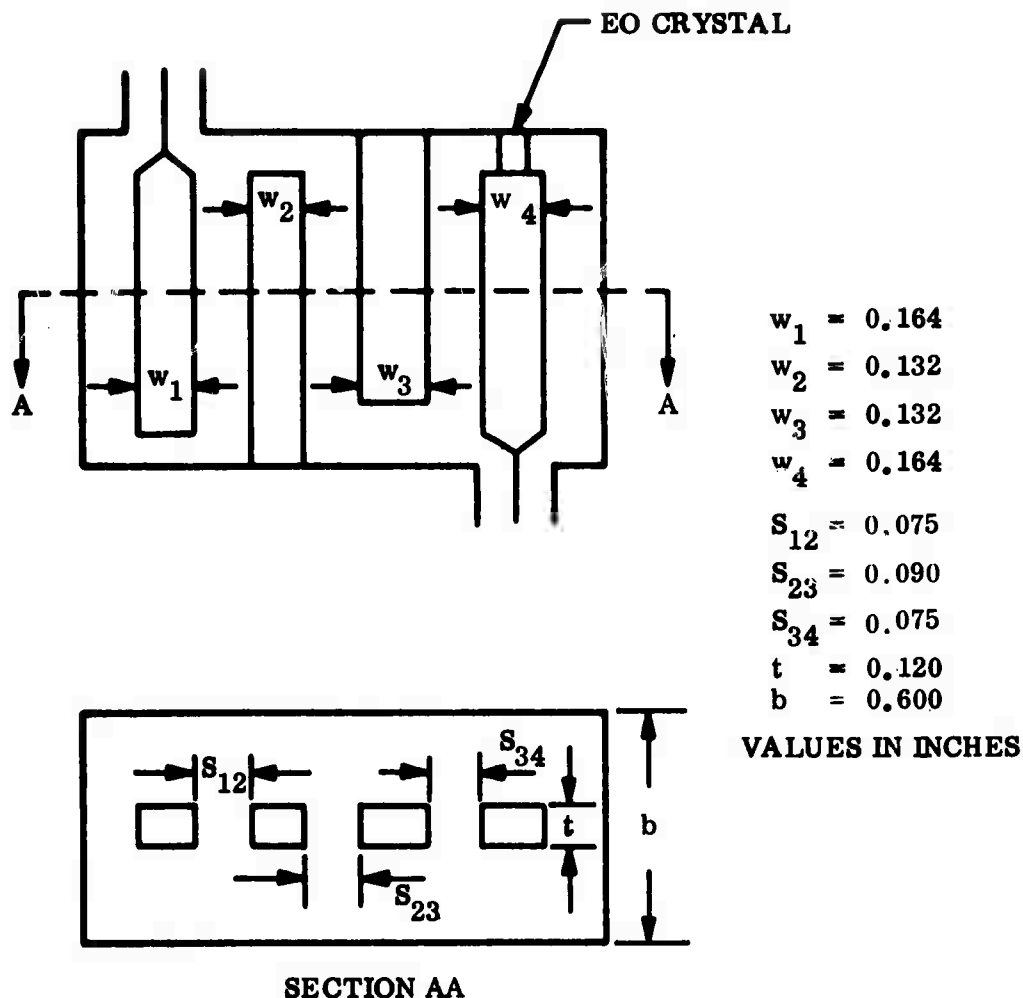 EO CRYSTAL
w2
w4
w1
w3
A
A
w1 = 0.164
w2 = 0.132
w3 = 0.132
w4 = 0.164
S12 = 0.075
S23 = 0.090
S34 = 0.075
t = 0.120
b = 0.600
VALUES IN INCHES
S12
S34
t
b
S23
SECTION AA